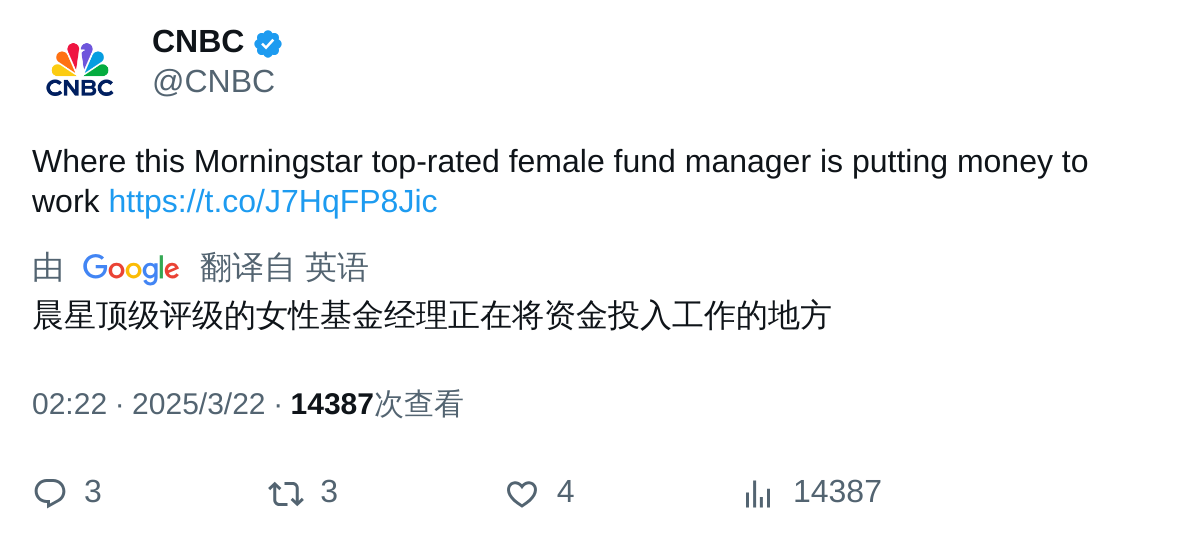 CNBC
CNBC
@CNBC
Where this Morningstar top-rated female fund manager is putting money to
work https://t.co/J7HqFP8Jic
由 Google 翻译自 英语
晨星顶级评级的女性基金经理正在将资金投入工作的地方
02:22 · 2025/3/22 · 14387次查看
3 3 4 14387